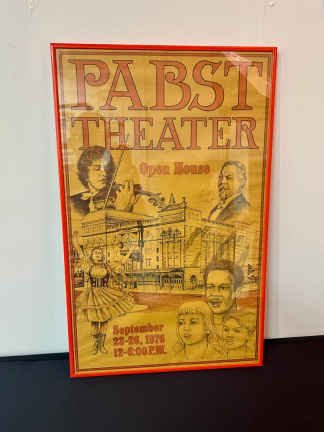 PABST
THEATER
Open House
September
23-26, 1976
12-6:00 P.M.